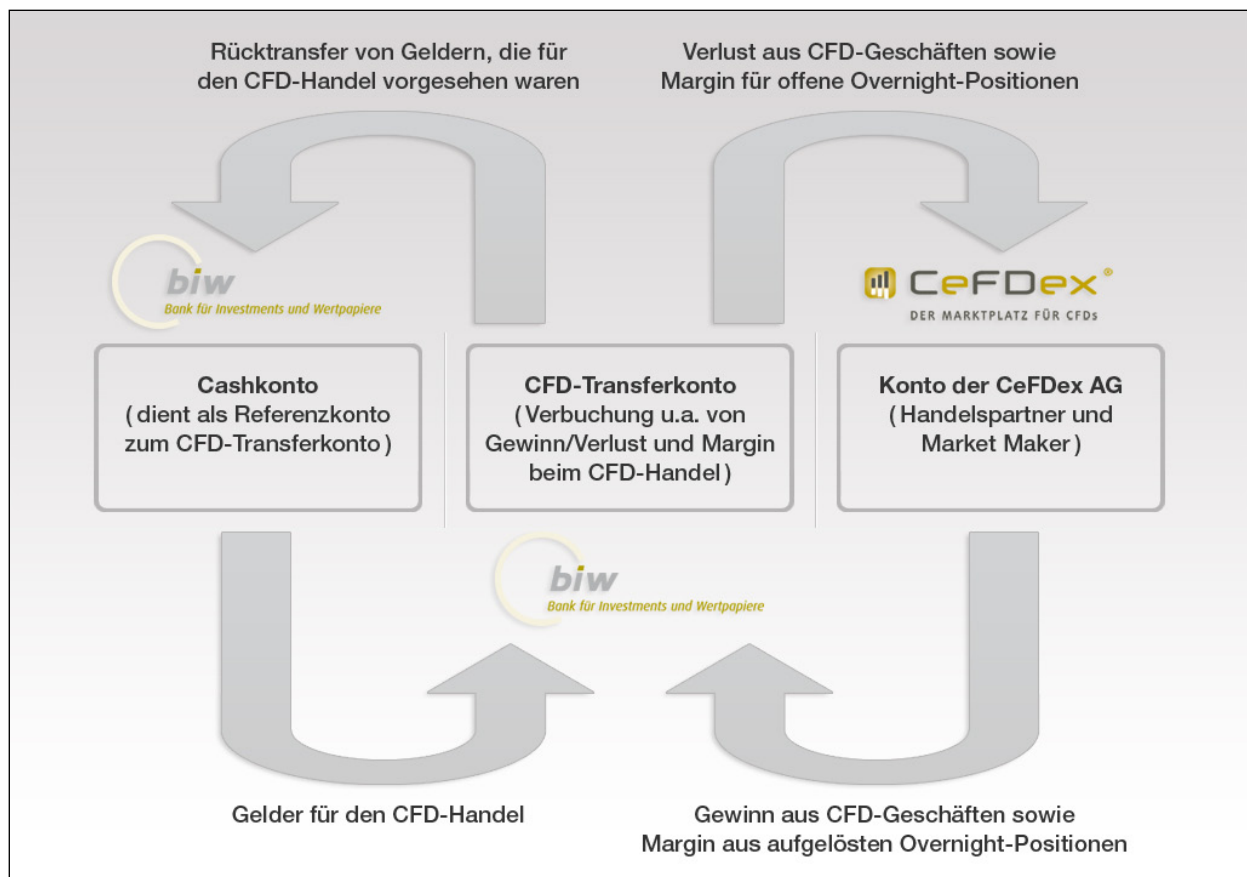 Rücktransfer von Geldern, die für
den CFD-Handel vorgesehen waren
Verlust aus CFD-Geschäften sowie
Margin für offene Overnight-Positionen
biw
Bank für Investments und Wertpapiere
CeFDex®
DER MARKTPLATZ FÜR CFDs
Cashkonto
(dient als Referenzkonto
zum CFD-Transferkonto)
CFD-Transferkonto
(Verbuchung u.a. von
Gewinn/Verlust und Margin
beim CFD-Handel)
Konto der CeFDex AG
(Handelspartner und
Market Maker)
biw
Bank für Investments und Wertpapiere
Gelder für den CFD-Handel
Gewinn aus CFD-Geschäften sowie
Margin aus aufgelösten Overnight-Positionen